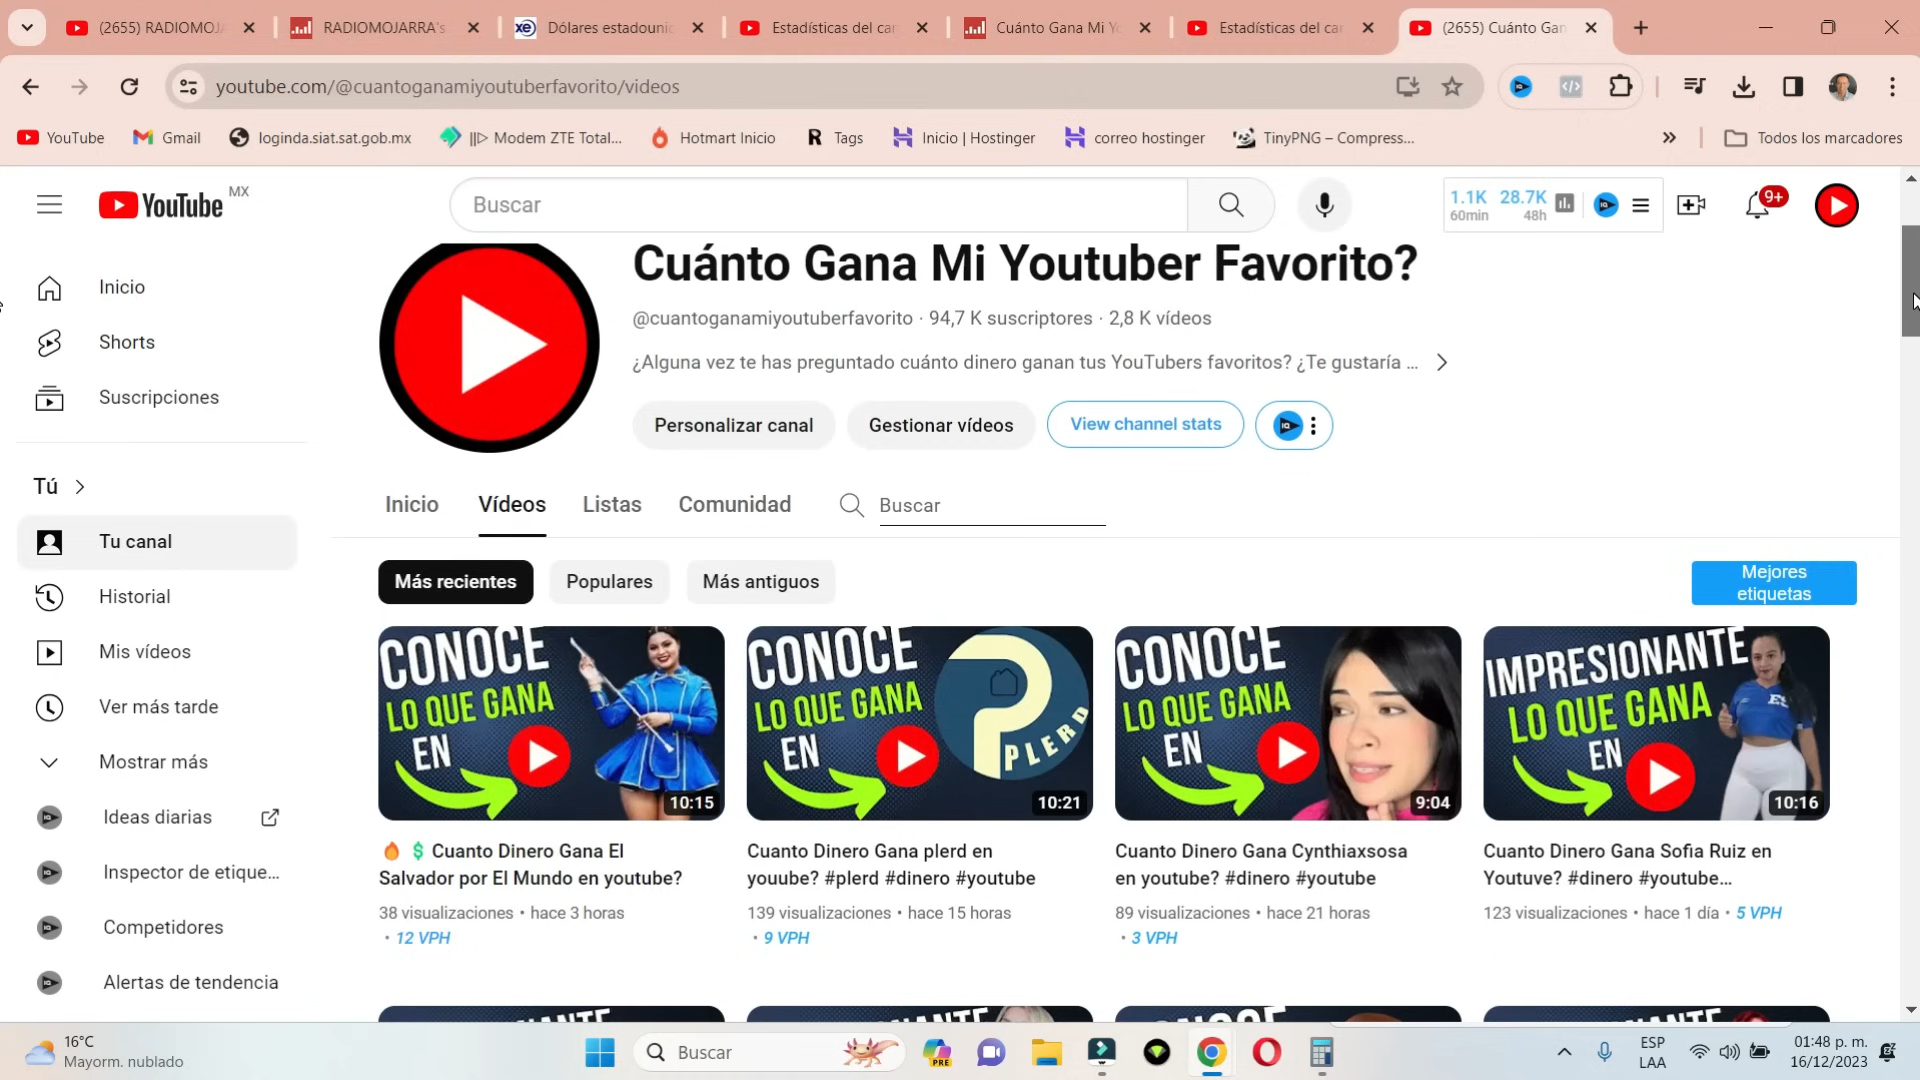 (2655) RADIOMOJA
RADIOMOJARRA's
xe
Dólares estadounic
Estadísticas del car
Cuánto Gana Mi Yo
Estadísticas del car
(2655) Cuánto Gan
youtube.com/@cuantoganamiyoutuberfavorito/videos
YouTube
Gmail
loginda.siat.sat.gob.mx
||▷ Modem ZTE Total...
Hotmart Inicio
R Tags
Inicio | Hostinger
correo hostinger
TinyPNG – Compress...
Todos los marcadores
YouTube MX
Buscar
1.1K 28.7K
60min 48h
9+
Cuánto Gana Mi Youtuber Favorito?
@cuantoganamiyoutuberfavorito · 94,7 K suscriptores · 2,8 K vídeos
¿Alguna vez te has preguntado cuánto dinero ganan tus YouTubers favoritos? ¿Te gustaría ...
Personalizar canal
Gestionar vídeos
View channel stats
IQ
Inicio
Shorts
Suscripciones
Tú
Tu canal
Historial
Mis vídeos
Ver más tarde
Mostrar más
Ideas diarias
Inspector de etique...
Competidores
Alertas de tendencia
Inicio
Vídeos
Listas
Comunidad
Buscar
Más recientes
Populares
Más antiguos
Mejores
etiquetas
CONOCE
LO QUE GANA
EN
10:15
CONOCE
LO QUE GANA
EN
PLERD
10:21
CONOCE
LO QUE GANA
EN
9:04
IMPRESIONANTE
LO QUE GANA
EN
ES
10:16
🔥 💲 Cuanto Dinero Gana El
Salvador por El Mundo en youtube?
38 visualizaciones • hace 3 horas
• 12 VPH
Cuanto Dinero Gana plerd en
youube? #plerd #dinero #youtube
139 visualizaciones • hace 15 horas
• 9 VPH
Cuanto Dinero Gana Cynthiaxsosa
en youtube? #dinero #youtube
89 visualizaciones • hace 21 horas
• 3 VPH
Cuanto Dinero Gana Sofia Ruiz en
Youtuve? #dinero #youtube...
123 visualizaciones • hace 1 día • 5 VPH
16°C
Mayorm. nublado
Buscar
PRE
ESP
LAA
01:48 p. m.
16/12/2023